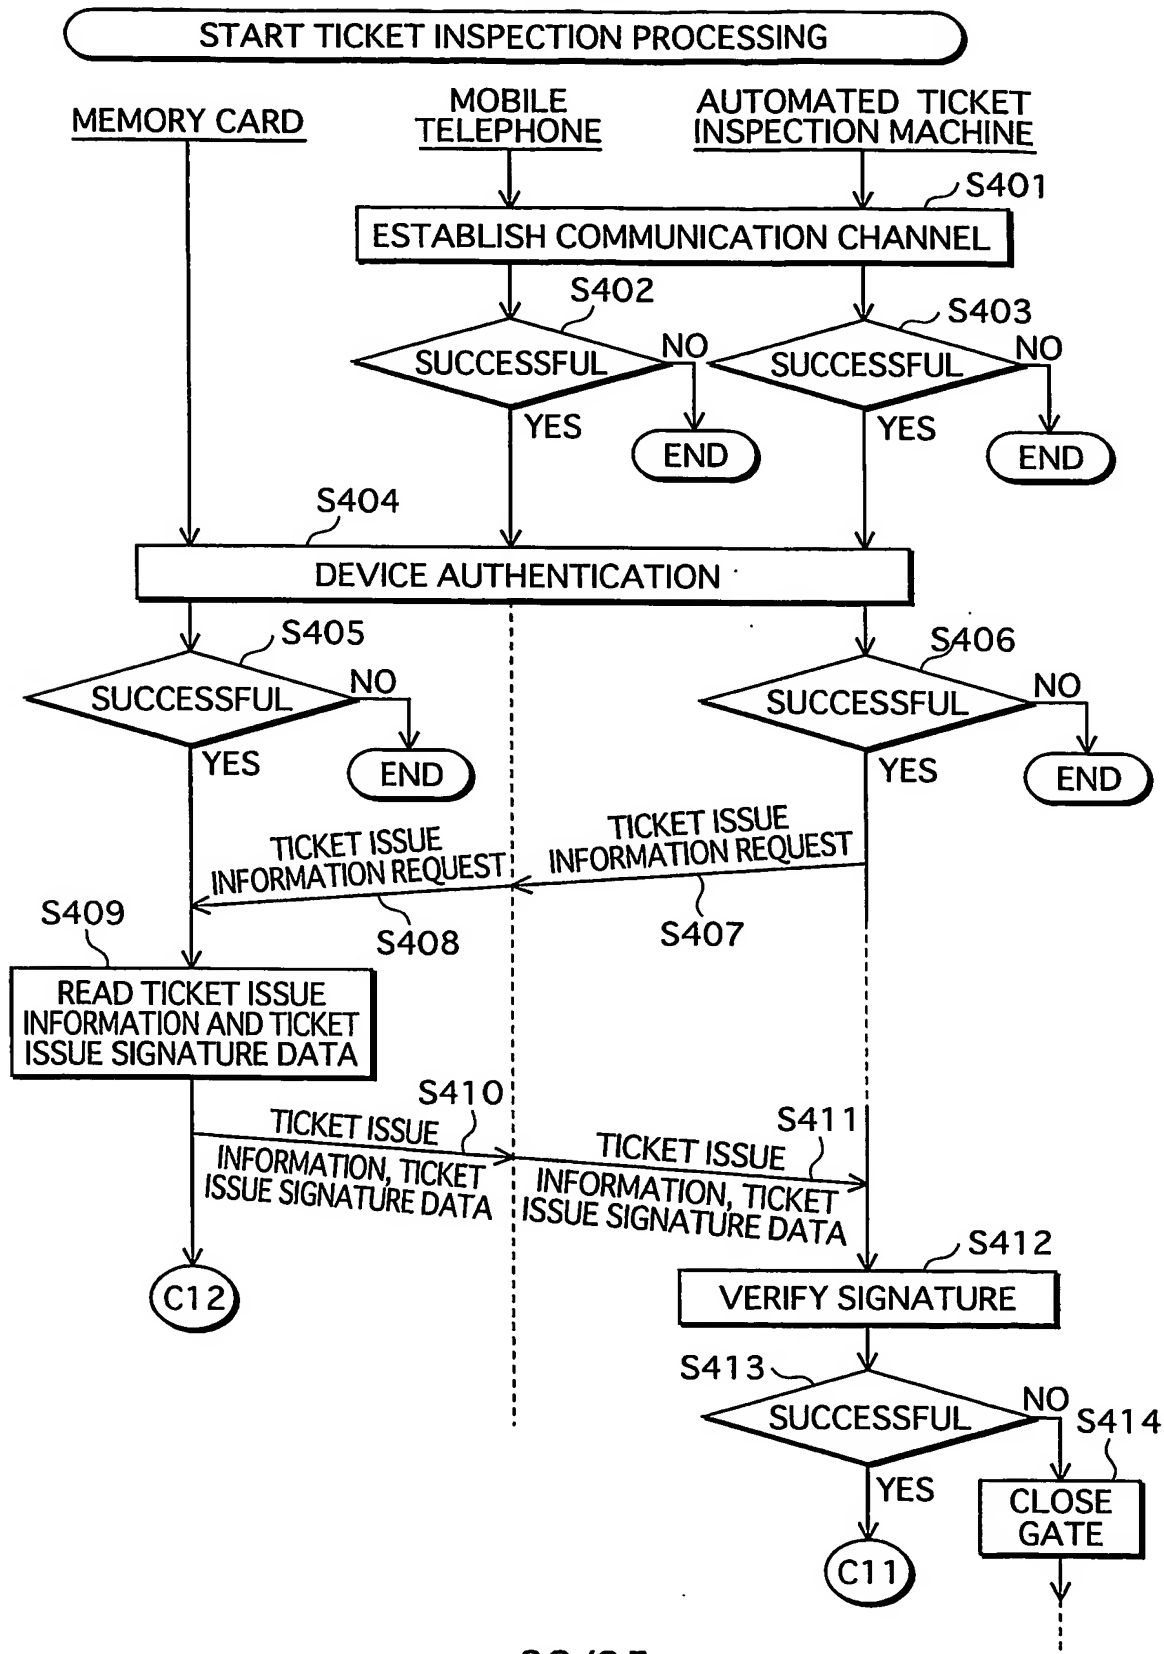 START TICKET INSPECTION PROCESSING
MEMORY CARD
MOBILE
TELEPHONE
AUTOMATED TICKET
INSPECTION MACHINE
S401
ESTABLISH COMMUNICATION CHANNEL
S402
S403
SUCCESSFUL
NO
SUCCESSFUL
NO
YES
END
YES
END
S404
DEVICE AUTHENTICATION
S405
S406
SUCCESSFUL
NO
SUCCESSFUL
NO
YES
END
YES
END
TICKET ISSUE
INFORMATION REQUEST
TICKET ISSUE
INFORMATION REQUEST
S408
S407
S409
READ TICKET ISSUE
INFORMATION AND TICKET
ISSUE SIGNATURE DATA
S410
TICKET ISSUE
INFORMATION, TICKET
ISSUE SIGNATURE DATA
S411
TICKET ISSUE
INFORMATION, TICKET
ISSUE SIGNATURE DATA
C12
S412
VERIFY SIGNATURE
S413
SUCCESSFUL
NO
S414
YES
CLOSE
GATE
C11